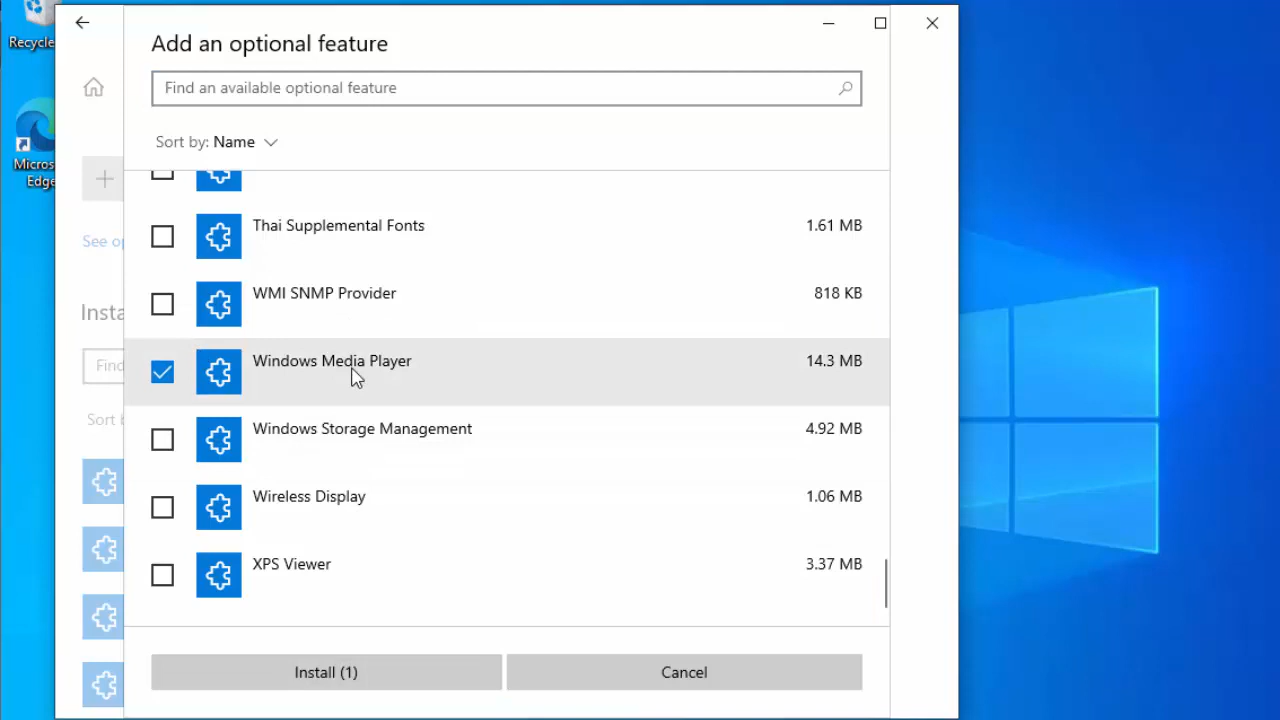 Recycle
Micros
Edge
Add an optional feature
Find an available optional feature
Sort by: Name
See op
Insta
Find
Sort b
Thai Supplemental Fonts 1.61 MB
WMI SNMP Provider 818 KB
Windows Media Player 14.3 MB
Windows Storage Management 4.92 MB
Wireless Display 1.06 MB
XPS Viewer 3.37 MB
Install (1)
Cancel